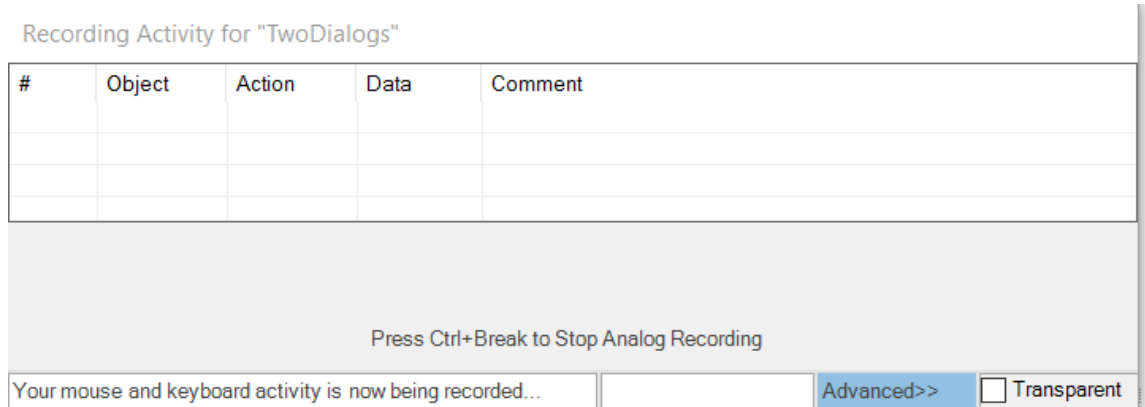 Recording Activity for "TwoDialogs"
# Object Action Data Comment
Press Ctrl+Break to Stop Analog Recording
Your mouse and keyboard activity is now being recorded... Advanced>> Transparent